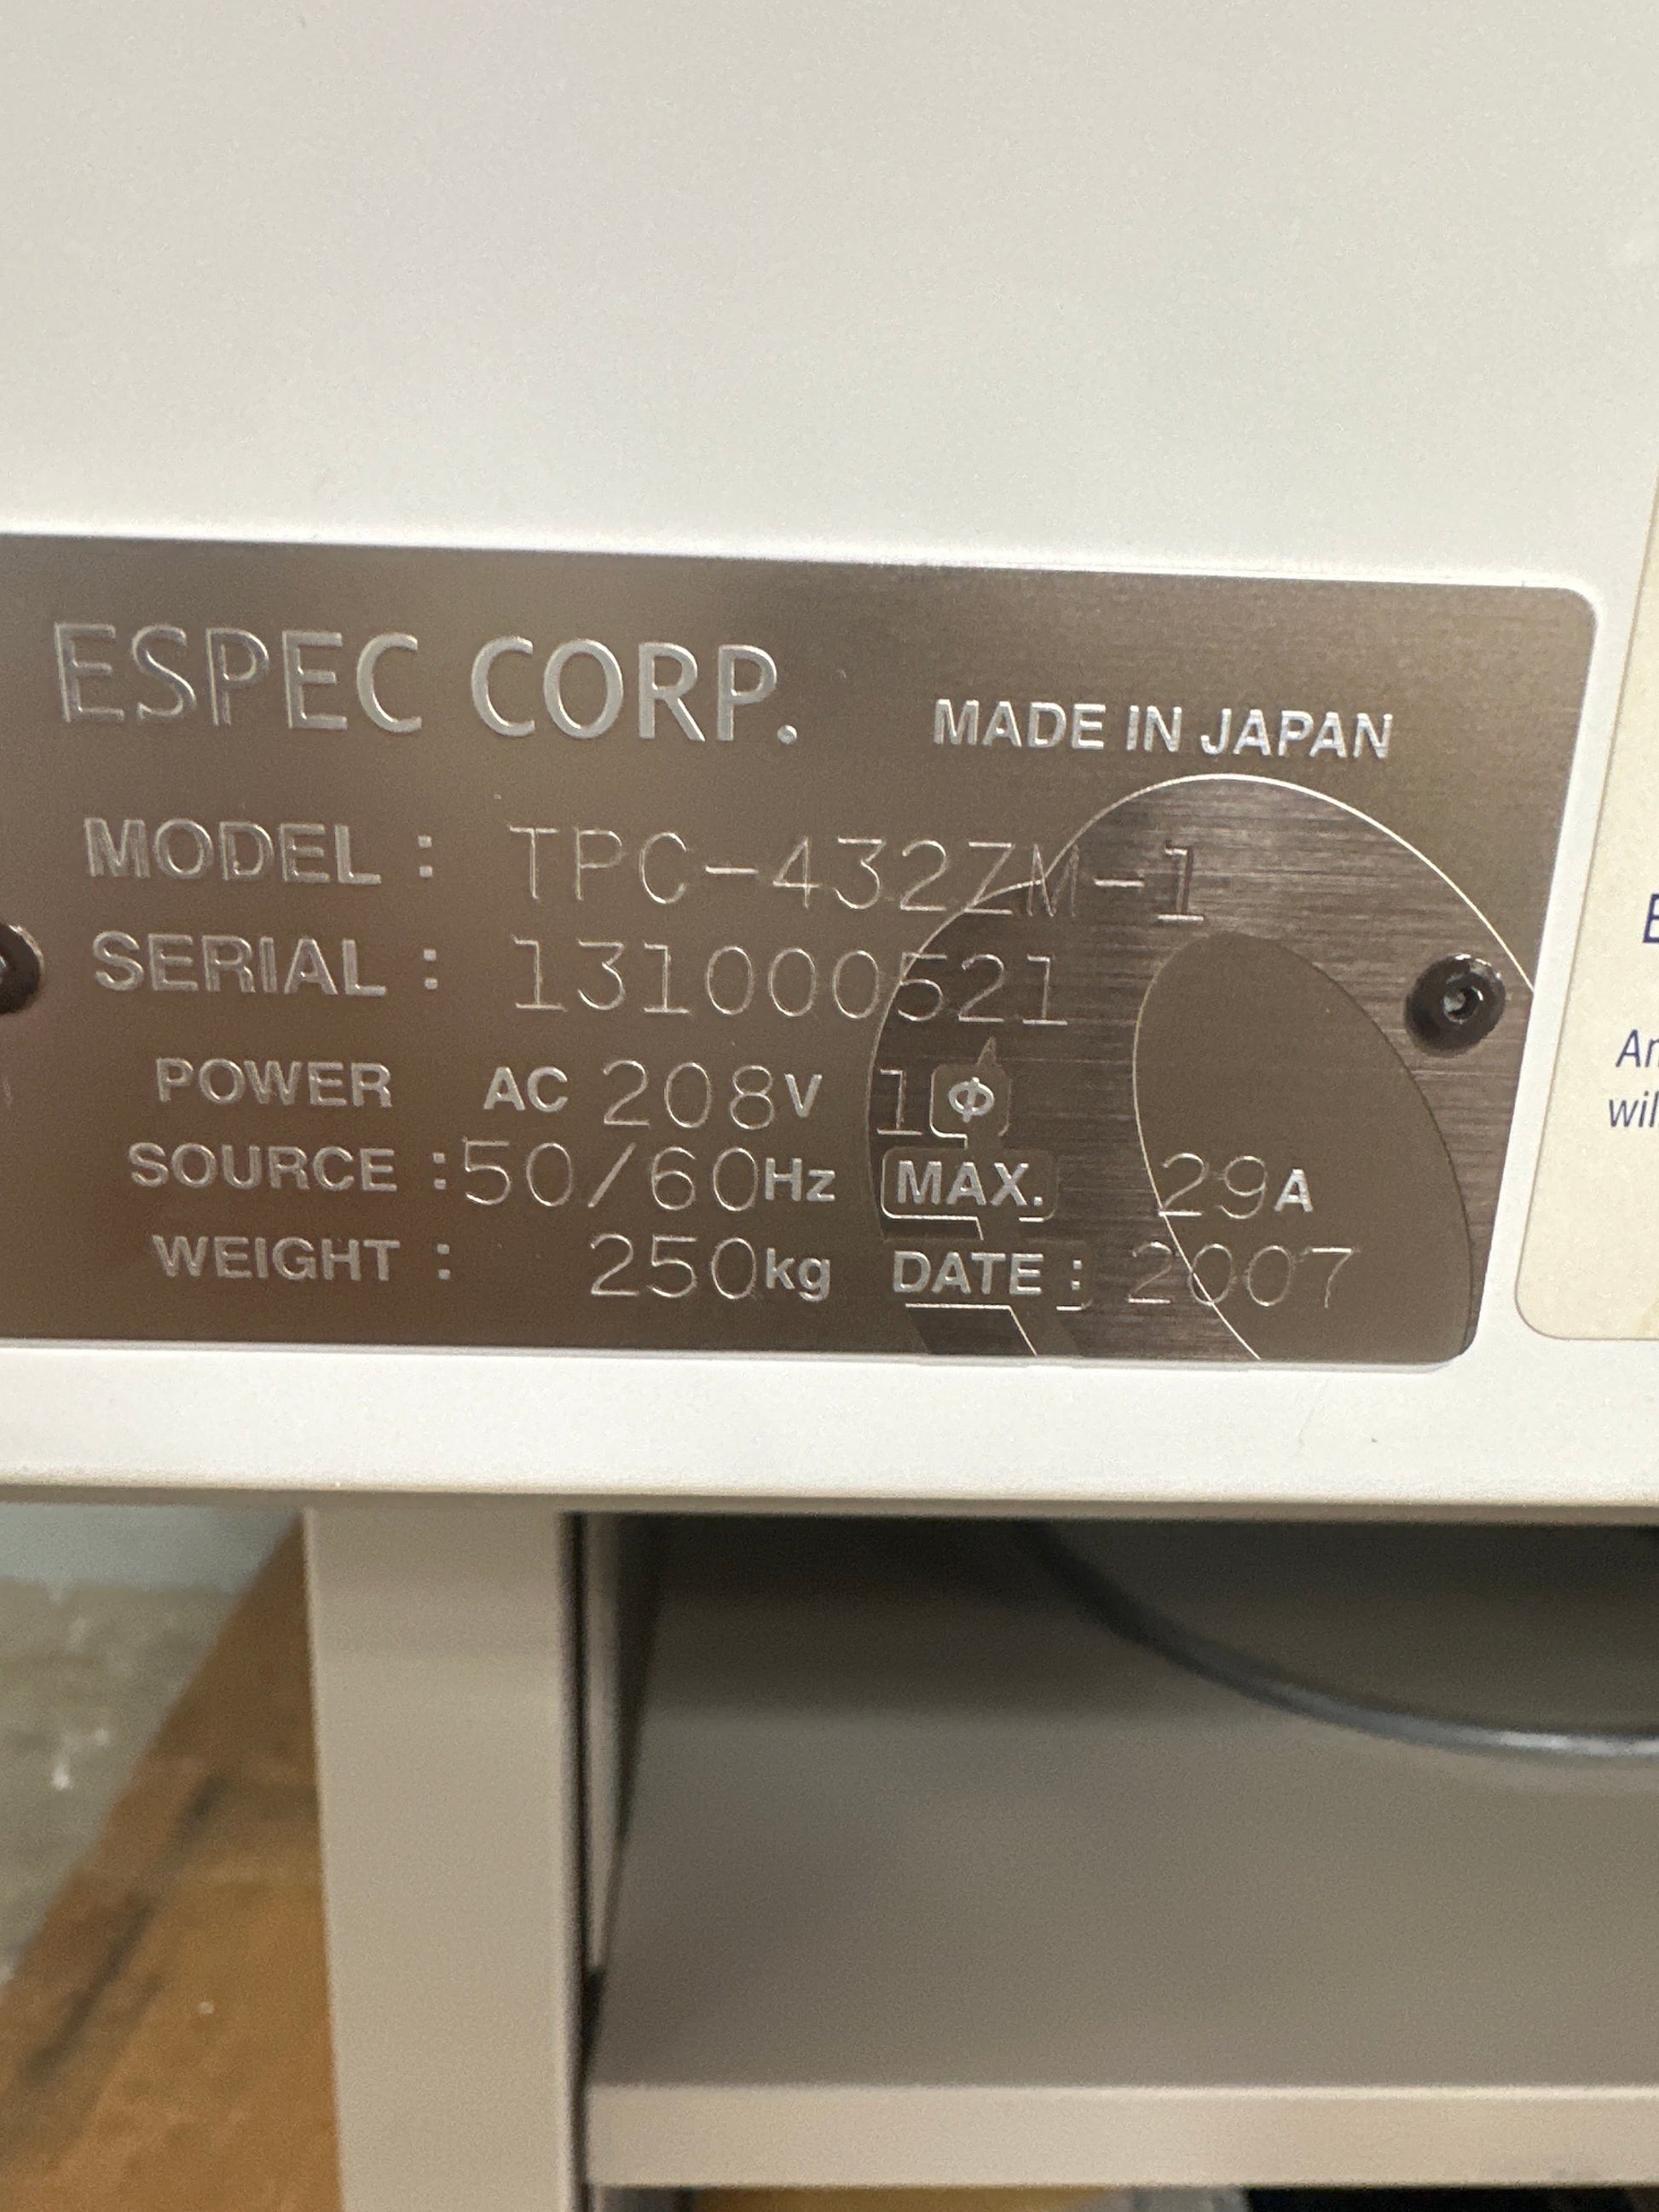 ESPEC CORP. MADE IN JAPAN
MODEL : TPC-432ZM-1
SERIAL : 131000521
POWER AC 208V 1Φ
SOURCE : 50/60Hz MAX. 29A
WEIGHT : 250kg DATE : 2007